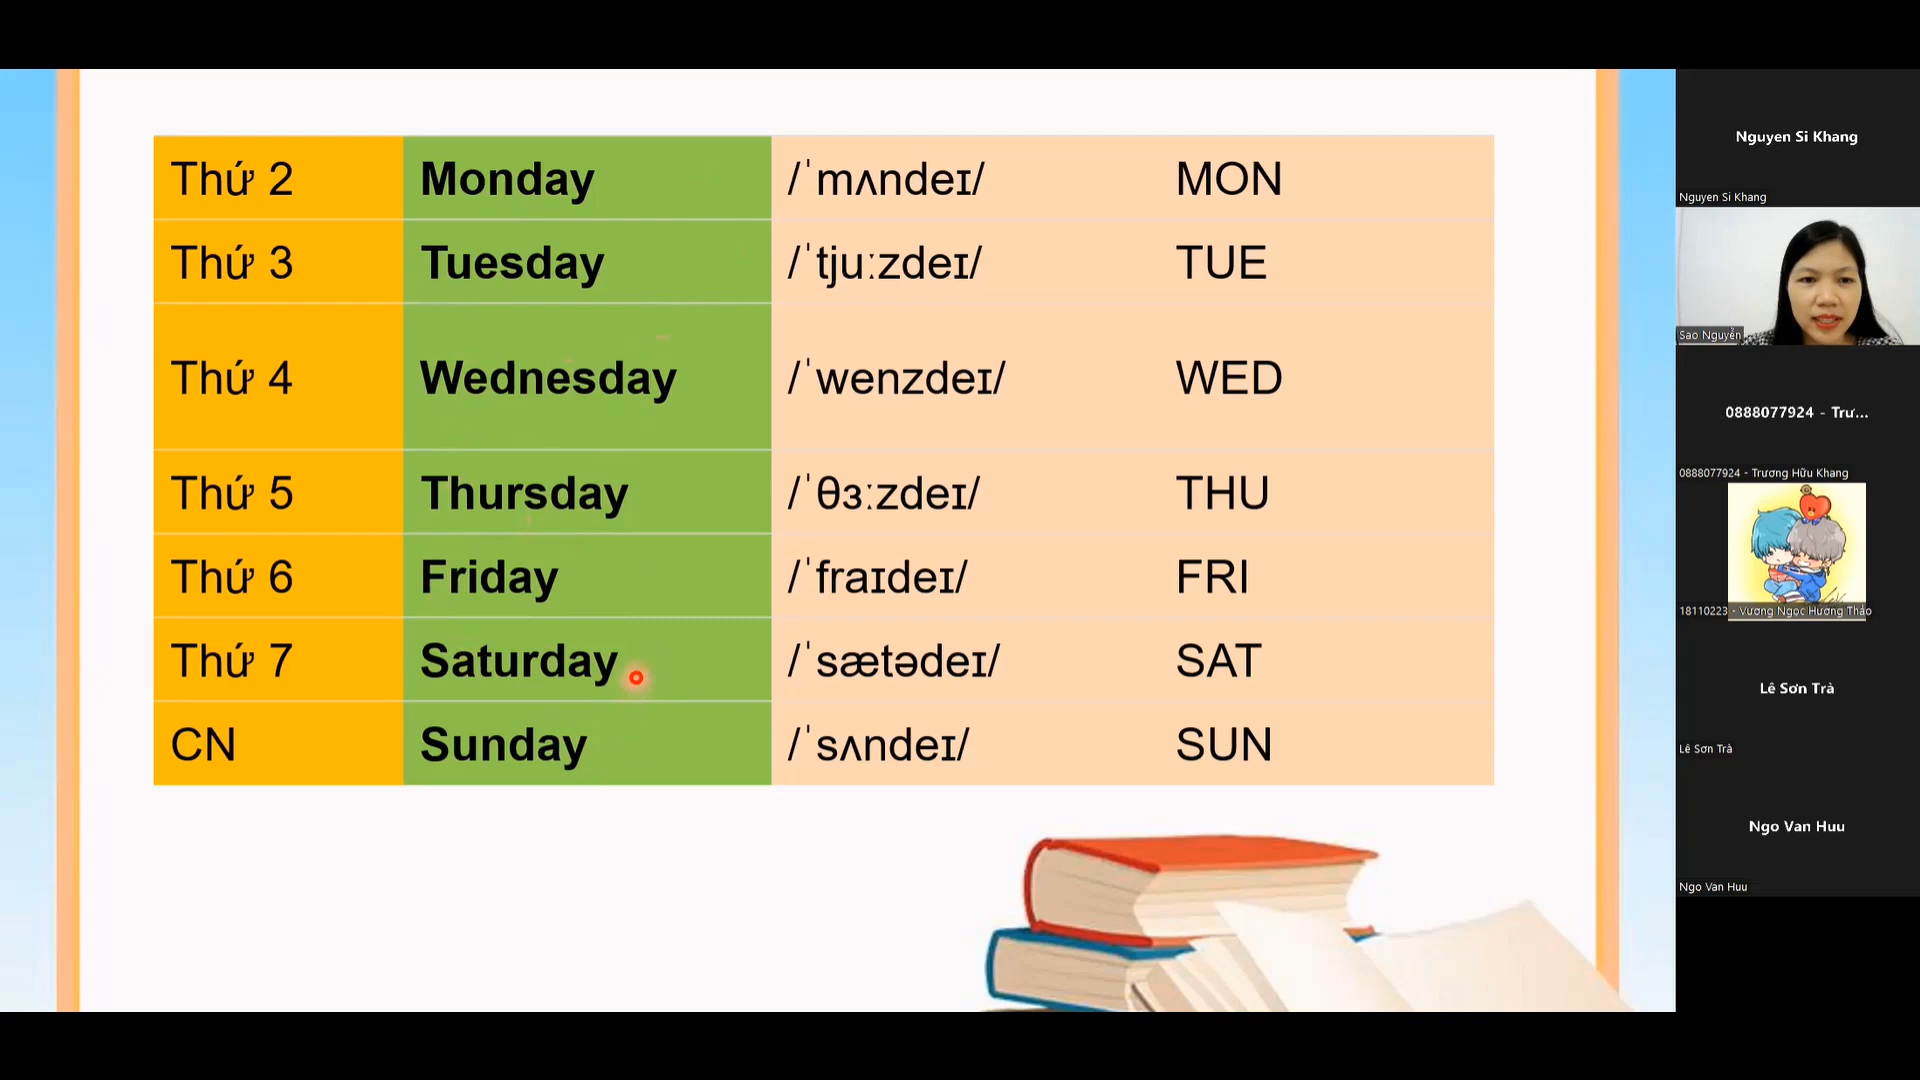 Thứ 2 Monday /ˈmʌndeɪ/ MON
Thứ 3 Tuesday /ˈtjuːzdeɪ/ TUE
Thứ 4 Wednesday /ˈwenzdeɪ/ WED
Thứ 5 Thursday /ˈθɜːzdeɪ/ THU
Thứ 6 Friday /ˈfraɪdeɪ/ FRI
Thứ 7 Saturday /ˈsætədeɪ/ SAT
CN Sunday /ˈsʌndeɪ/ SUN
Nguyen Si Khang
Nguyen Si Khang
Sao Nguyễn
0888077924 - Trư...
0888077924 - Trương Hữu Khang
18110223 - Vương Ngọc Hương Thảo
Lê Sơn Trà
Lê Sơn Trà
Ngo Van Huu
Ngo Van Huu